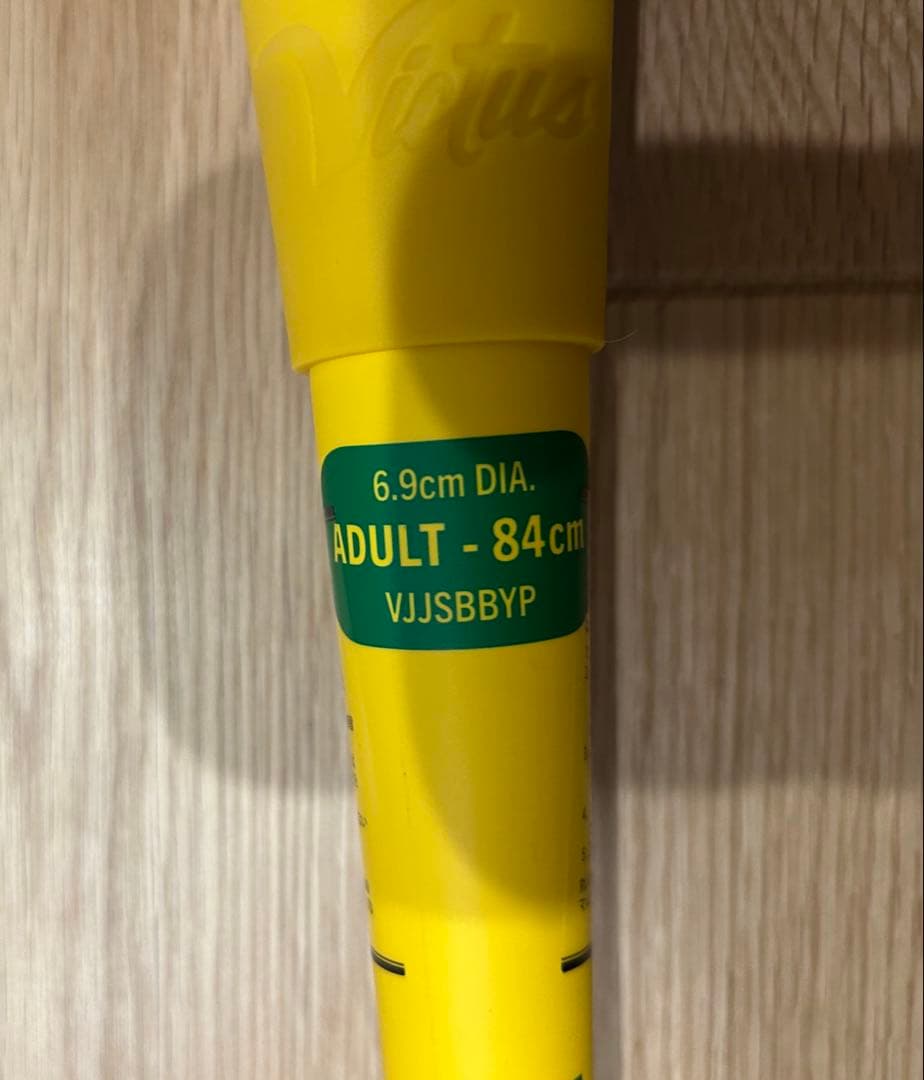 Victus
6.9cm DIA.
ADULT - 84cm
VJJSBBYP